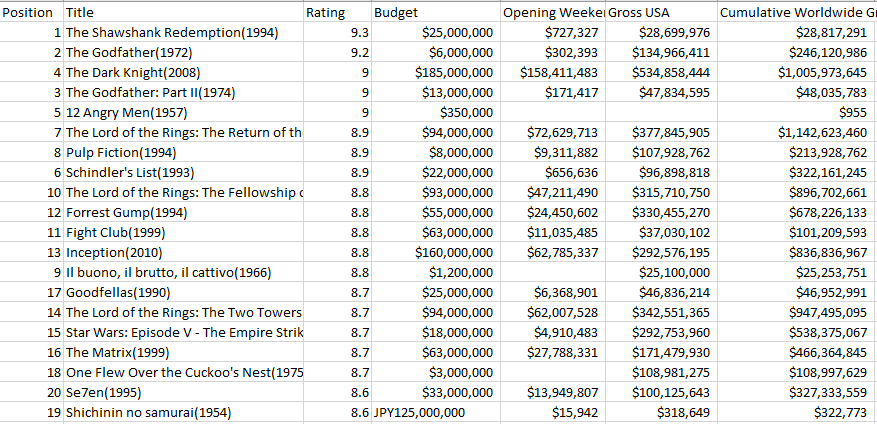 Position Title Rating Budget Opening Weeker Gross USA Cumulative Worldwide Gr
1 The Shawshank Redemption(1994) 9.3 $25,000,000 $727,327 $28,699,976 $28,817,291
2 The Godfather(1972) 9.2 $6,000,000 $302,393 $134,966,411 $246,120,986
4 The Dark Knight(2008) 9 $185,000,000 $158,411,483 $534,858,444 $1,005,973,645
3 The Godfather: Part II(1974) 9 $13,000,000 $171,417 $47,834,595 $48,035,783
5 12 Angry Men(1957) 9 $350,000 $955
7 The Lord of the Rings: The Return of th 8.9 $94,000,000 $72,629,713 $377,845,905 $1,142,623,460
8 Pulp Fiction(1994) 8.9 $8,000,000 $9,311,882 $107,928,762 $213,928,762
6 Schindler's List(1993) 8.9 $22,000,000 $656,636 $96,898,818 $322,161,245
10 The Lord of the Rings: The Fellowship o 8.8 $93,000,000 $47,211,490 $315,710,750 $896,702,661
12 Forrest Gump(1994) 8.8 $55,000,000 $24,450,602 $330,455,270 $678,226,133
11 Fight Club(1999) 8.8 $63,000,000 $11,035,485 $37,030,102 $101,209,593
13 Inception(2010) 8.8 $160,000,000 $62,785,337 $292,576,195 $836,836,967
9 Il buono, il brutto, il cattivo(1966) 8.8 $1,200,000 $25,100,000 $25,253,751
17 Goodfellas(1990) 8.7 $25,000,000 $6,368,901 $46,836,214 $46,952,991
14 The Lord of the Rings: The Two Towers 8.7 $94,000,000 $62,007,528 $342,551,365 $947,495,095
15 Star Wars: Episode V - The Empire Strik 8.7 $18,000,000 $4,910,483 $292,753,960 $538,375,067
16 The Matrix(1999) 8.7 $63,000,000 $27,788,331 $171,479,930 $466,364,845
18 One Flew Over the Cuckoo's Nest(1975 8.7 $3,000,000 $108,981,275 $108,997,629
20 Se7en(1995) 8.6 $33,000,000 $13,949,807 $100,125,643 $327,333,559
19 Shichinin no samurai(1954) 8.6 JPY125,000,000 $15,942 $318,649 $322,773